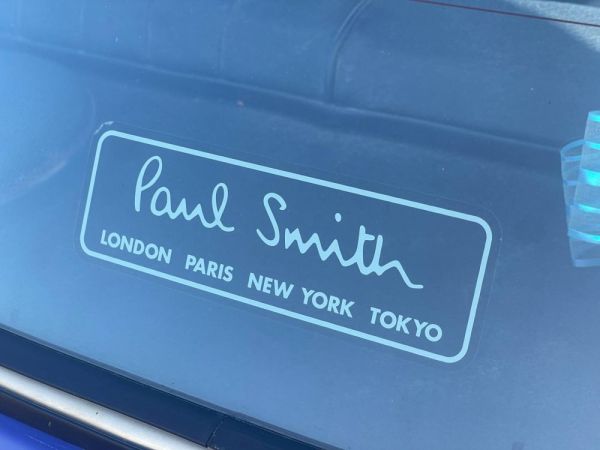 Paul Smith
LONDON PARIS NEW YORK TOKYO